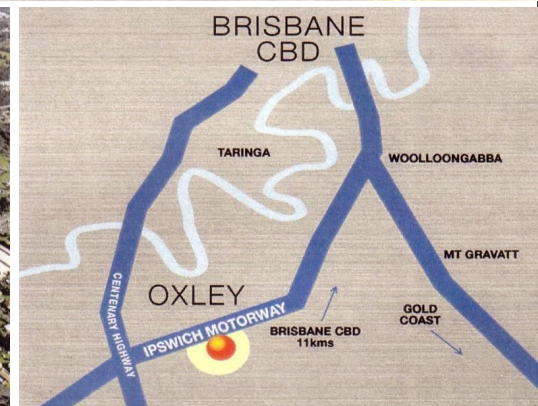 BRISBANE
CBD
TARINGA
WOOLLOONGABBA
MT GRAVATT
OXLEY
CENTENARY HIGHWAY
IPSWICH MOTORWAY
BRISBANE CBD
11kms
GOLD
COAST